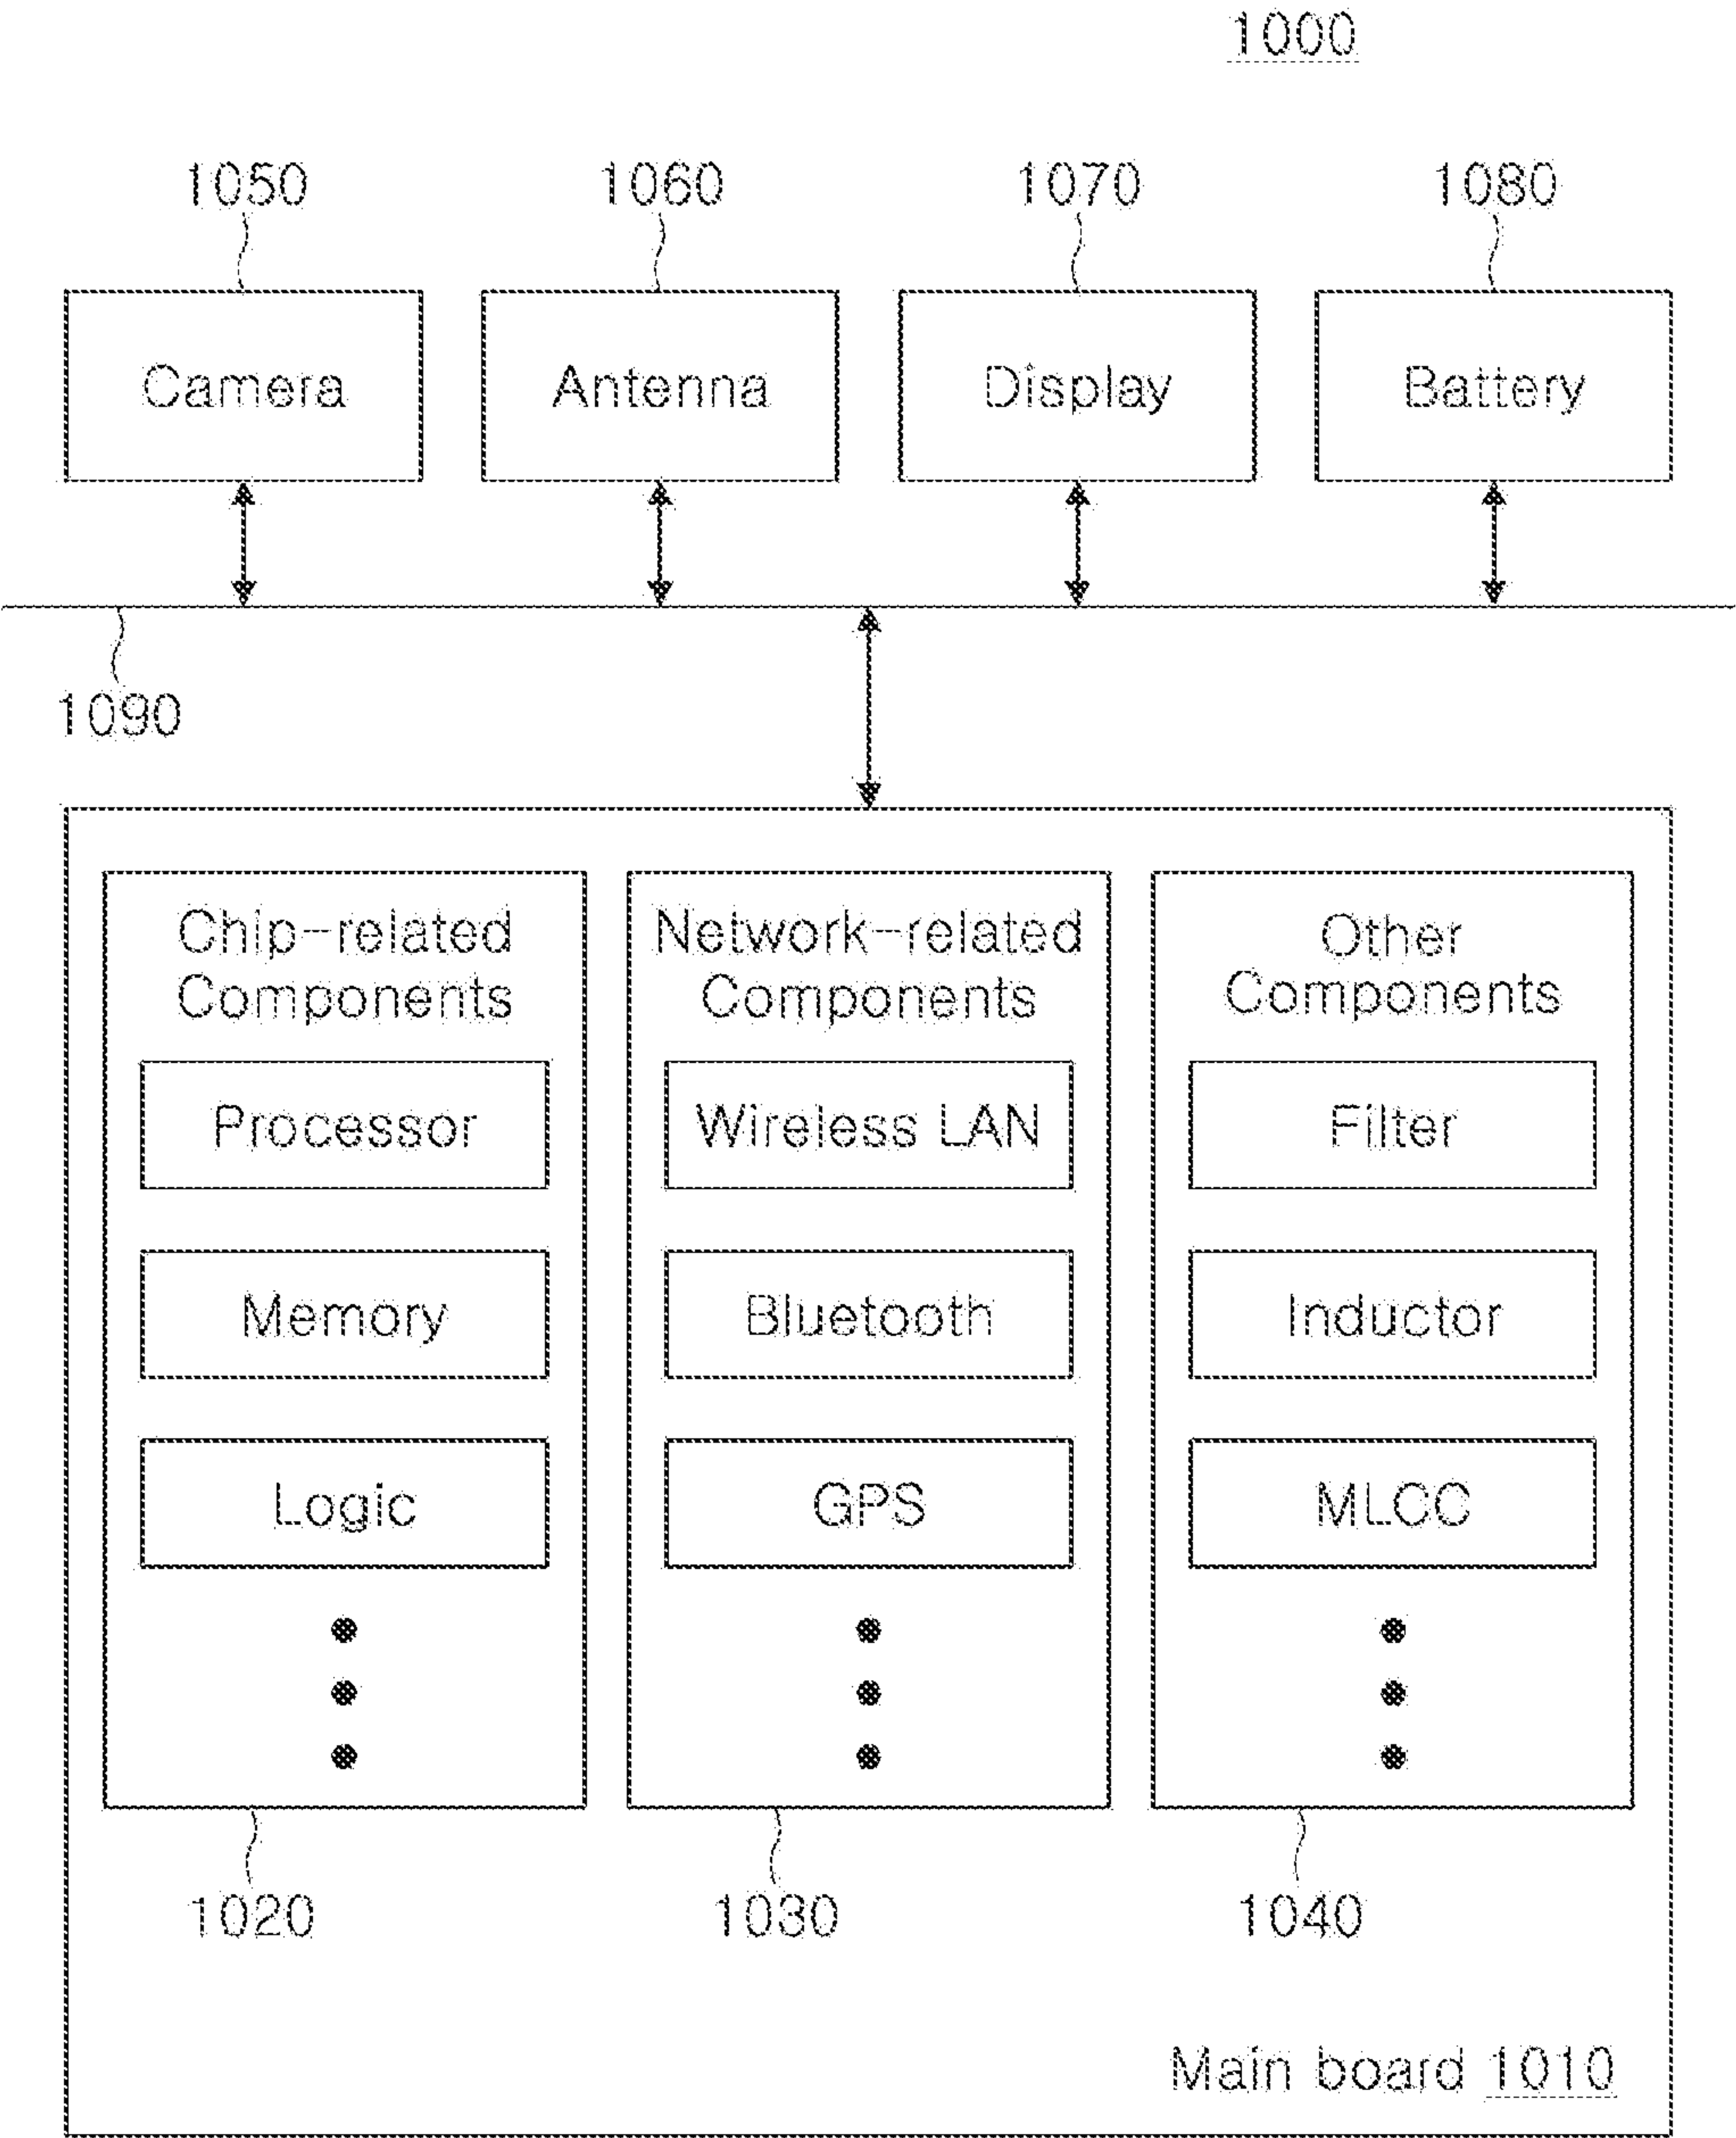 1000
1050
1060
1070
1080
Camera
Antenna
Display
Battery
1090
Chip-related
Components
Processor
Memory
Logic
1020
Network-related
Components
Wireless LAN
Bluetooth
GPS
1030
Other
Components
Filter
Inductor
MLCC
1040
Main board 1010